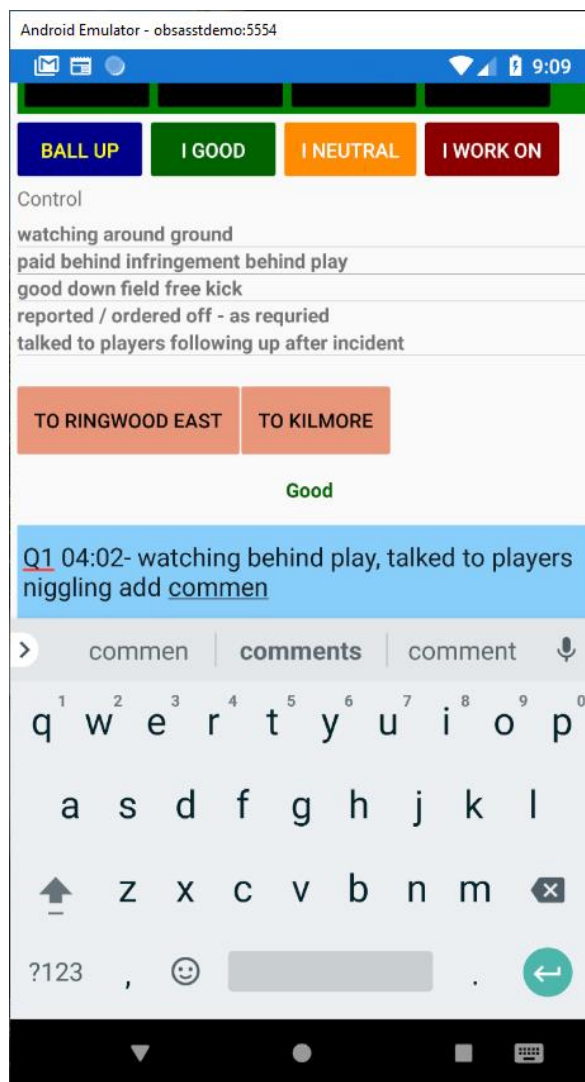 Android Emulator - obsasstdemo:5554
9:09
BALL UP I GOOD I NEUTRAL I WORK ON
Control
watching around ground
paid behind infringement behind play
good down field free kick
reported / ordered off - as requried
talked to players following up after incident
TO RINGWOOD EAST TO KILMORE
Good
Q1 04:02- watching behind play, talked to players
niggling add commen
commen comments comment
1 2 3 4 5 6 7 8 9 0
q w e r t y u i o p
a s d f g h j k l
z x c v b n m
?123 , .